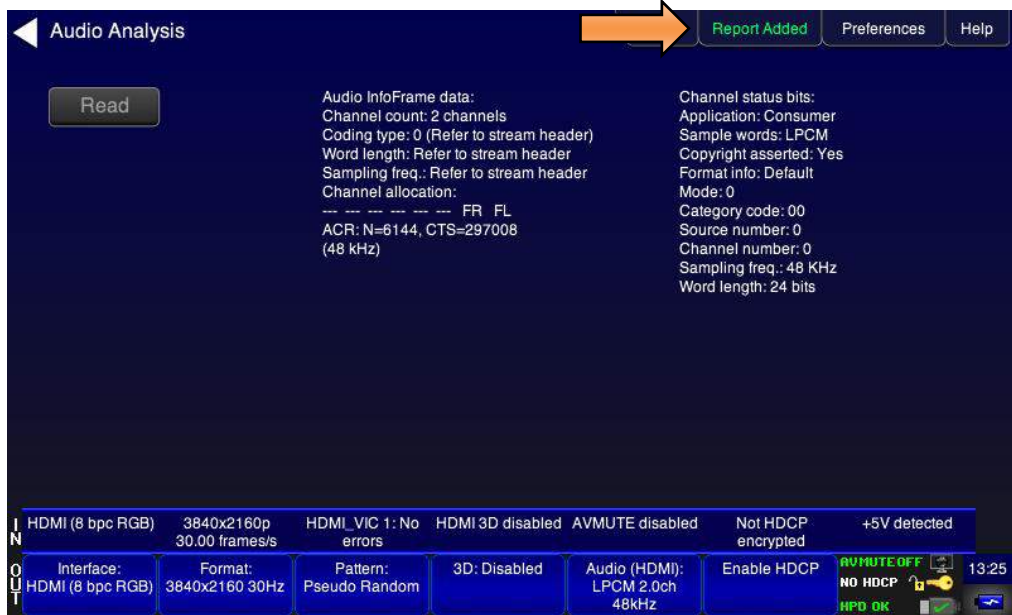 Audio Analysis
Report Added
Preferences
Help
Read
Audio InfoFrame data:
Channel count: 2 channels
Coding type: 0 (Refer to stream header)
Word length: Refer to stream header
Sampling freq.: Refer to stream header
Channel allocation:
--- --- --- --- --- --- FR FL
ACR: N=6144, CTS=297008
(48 kHz)
Channel status bits:
Application: Consumer
Sample words: LPCM
Copyright asserted: Yes
Format info: Default
Mode: 0
Category code: 00
Source number: 0
Channel number: 0
Sampling freq.: 48 KHz
Word length: 24 bits
IN
HDMI (8 bpc RGB)
3840x2160p
30.00 frames/s
HDMI_VIC 1: No
errors
HDMI 3D disabled
AVMUTE disabled
Not HDCP
encrypted
+5V detected
OUT
Interface:
HDMI (8 bpc RGB)
Format:
3840x2160 30Hz
Pattern:
Pseudo Random
3D: Disabled
Audio (HDMI):
LPCM 2.0ch
48kHz
Enable HDCP
AVMUTE OFF
NO HDCP
HPD OK
13:25